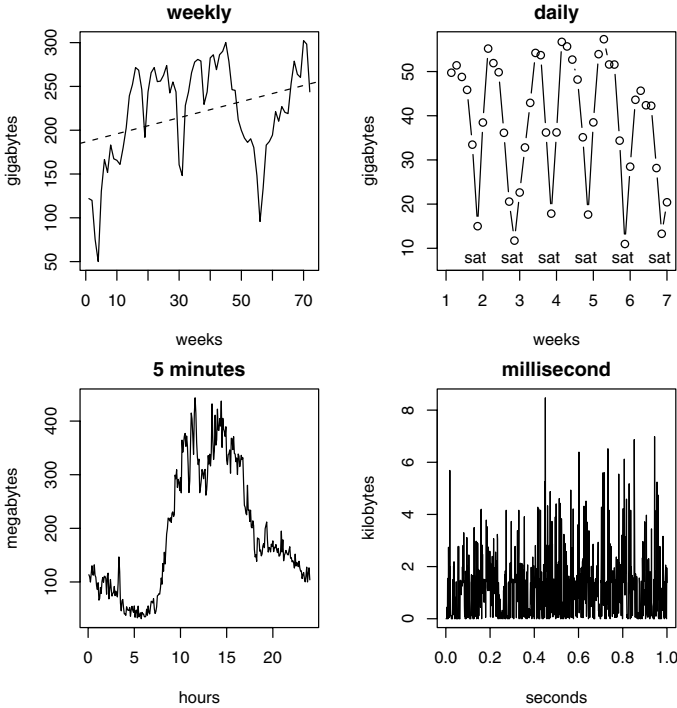 weekly
gigabytes
50 100 150 200 250 300
0 10 30 50 70
weeks
daily
gigabytes
10 20 30 40 50
sat sat sat sat sat sat
1 2 3 4 5 6 7
weeks
5 minutes
megabytes
100 200 300 400
0 5 10 15 20
hours
millisecond
kilobytes
0 2 4 6 8
0.0 0.2 0.4 0.6 0.8 1.0
seconds